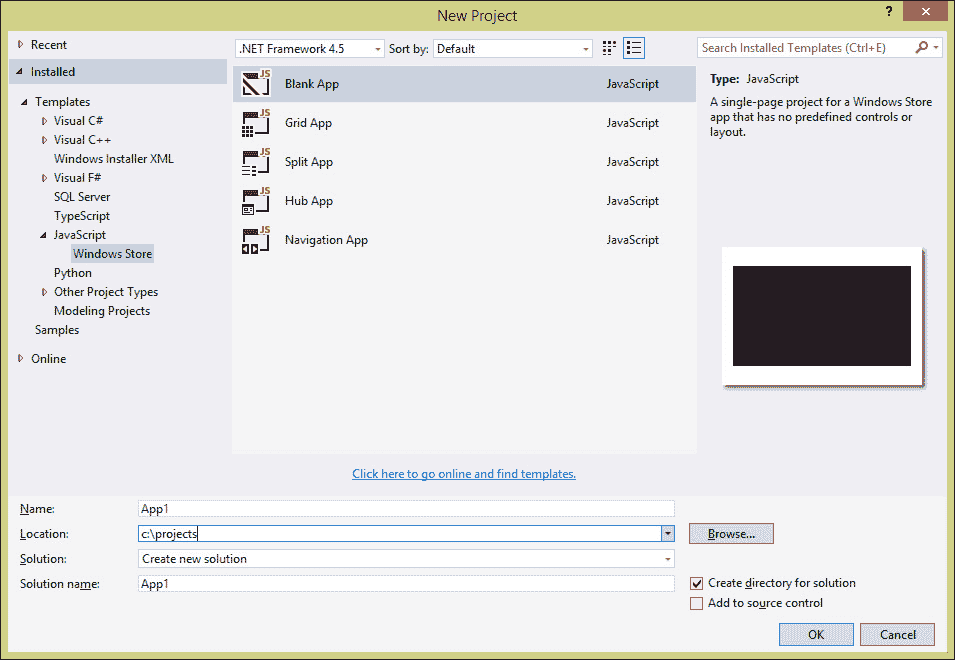 New Project
?
Recent
Installed
Templates
Visual C#
Visual C++
Windows Installer XML
Visual F#
SQL Server
TypeScript
JavaScript
Windows Store
Python
Other Project Types
Modeling Projects
Samples
Online
.NET Framework 4.5 Sort by: Default
JS Blank App JavaScript
JS Grid App JavaScript
JS Split App JavaScript
JS Hub App JavaScript
JS Navigation App JavaScript
Click here to go online and find templates.
Search Installed Templates (Ctrl+E)
Type: JavaScript
A single-page project for a Windows Store
app that has no predefined controls or
layout.
Name: App1
Location: c:\projects Browse...
Solution: Create new solution
Solution name: App1
Create directory for solution
Add to source control
OK Cancel